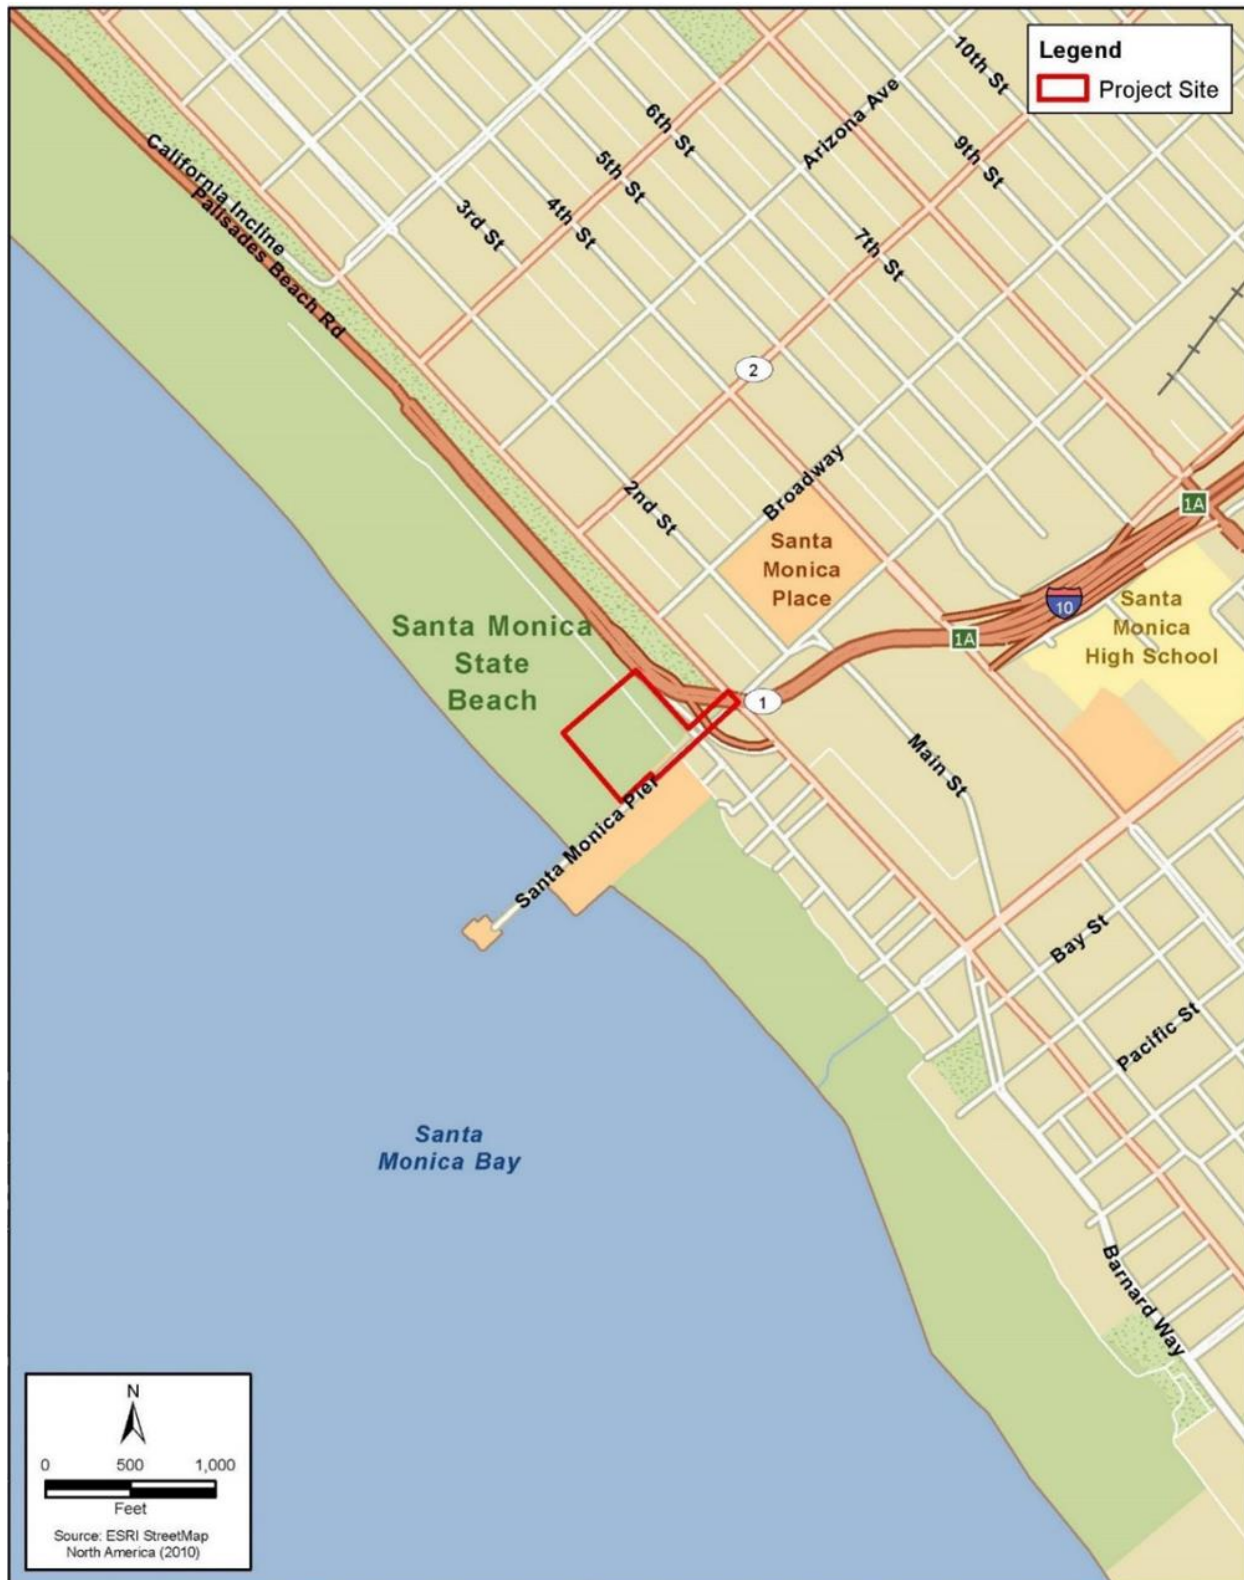 Legend
Project Site
10th St
Arizona Ave
6th St
9th St
5th St
California Incline
4th St
3rd St
Palisades Beach Rd
7th St
2
Broadway
2nd St
1A
Santa
Monica
Place
10
Santa
Monica
High School
Santa Monica
State
Beach
1A
1
Main St
Santa Monica Pier
Bay St
Pacific St
Santa
Monica Bay
Barnard Way
N
0 500 1,000
Feet
Source: ESRI StreetMap
North America (2010)